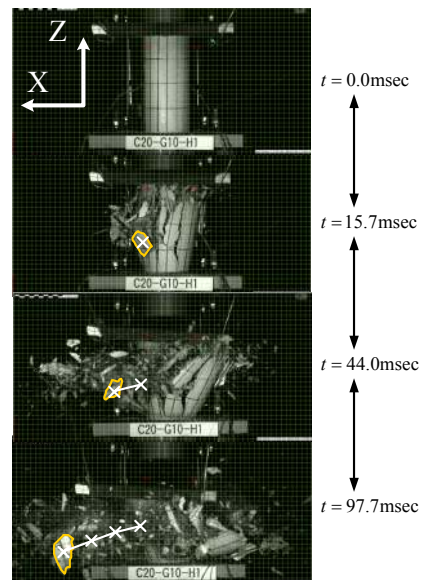 Z
X
t = 0.0msec
C20-G10-H1
t = 15.7msec
C20-G10-H1
t = 44.0msec
C20-G10-H1
t = 97.7msec
C20-G10-H1